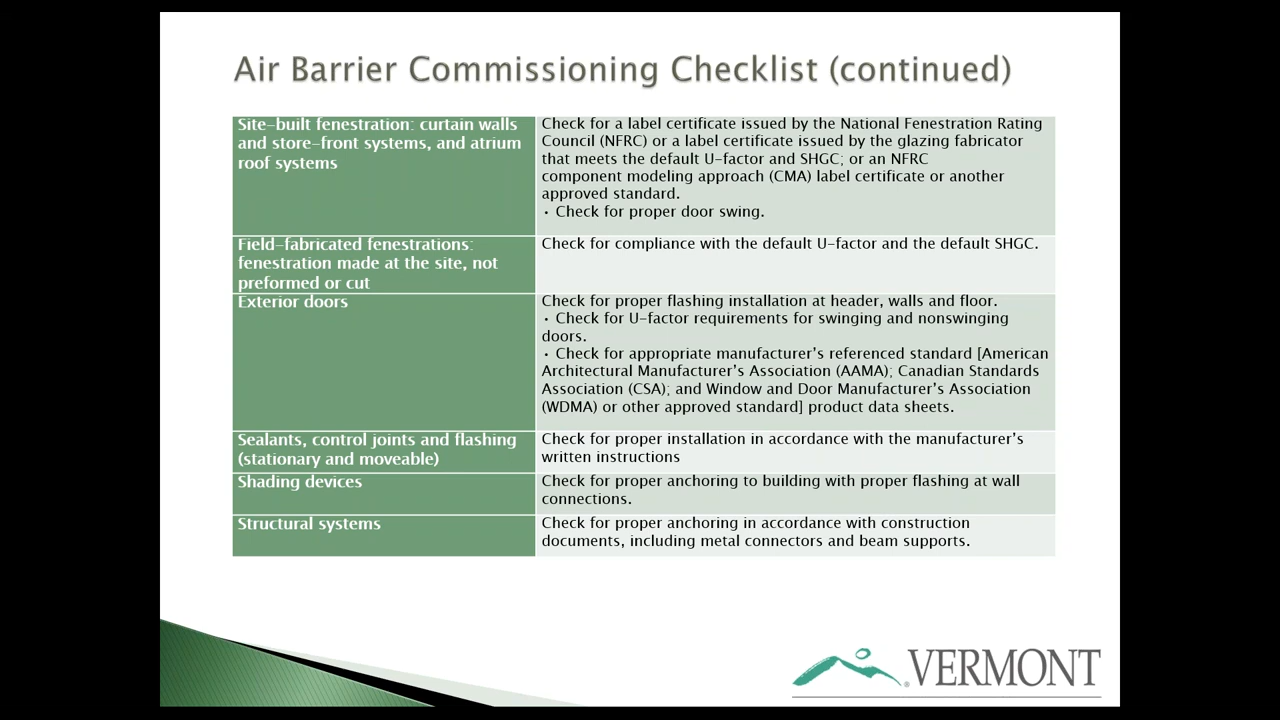 Air Barrier Commissioning Checklist (continued)
Site-built fenestration: curtain walls
and store-front systems, and atrium
roof systems
Check for a label certificate issued by the National Fenestration Rating
Council (NFRC) or a label certificate issued by the glazing fabricator
that meets the default U-factor and SHGC; or an NFRC
component modeling approach (CMA) label certificate or another
approved standard.
• Check for proper door swing.
Field-fabricated fenestrations:
fenestration made at the site, not
preformed or cut
Check for compliance with the default U-factor and the default SHGC.
Exterior doors
Check for proper flashing installation at header, walls and floor.
• Check for U-factor requirements for swinging and nonswinging
doors.
• Check for appropriate manufacturer's referenced standard [American
Architectural Manufacturer's Association (AAMA); Canadian Standards
Association (CSA); and Window and Door Manufacturer's Association
(WDMA) or other approved standard] product data sheets.
Sealants, control joints and flashing
(stationary and moveable)
Check for proper installation in accordance with the manufacturer's
written instructions
Shading devices
Check for proper anchoring to building with proper flashing at wall
connections.
Structural systems
Check for proper anchoring in accordance with construction
documents, including metal connectors and beam supports.
VERMONT